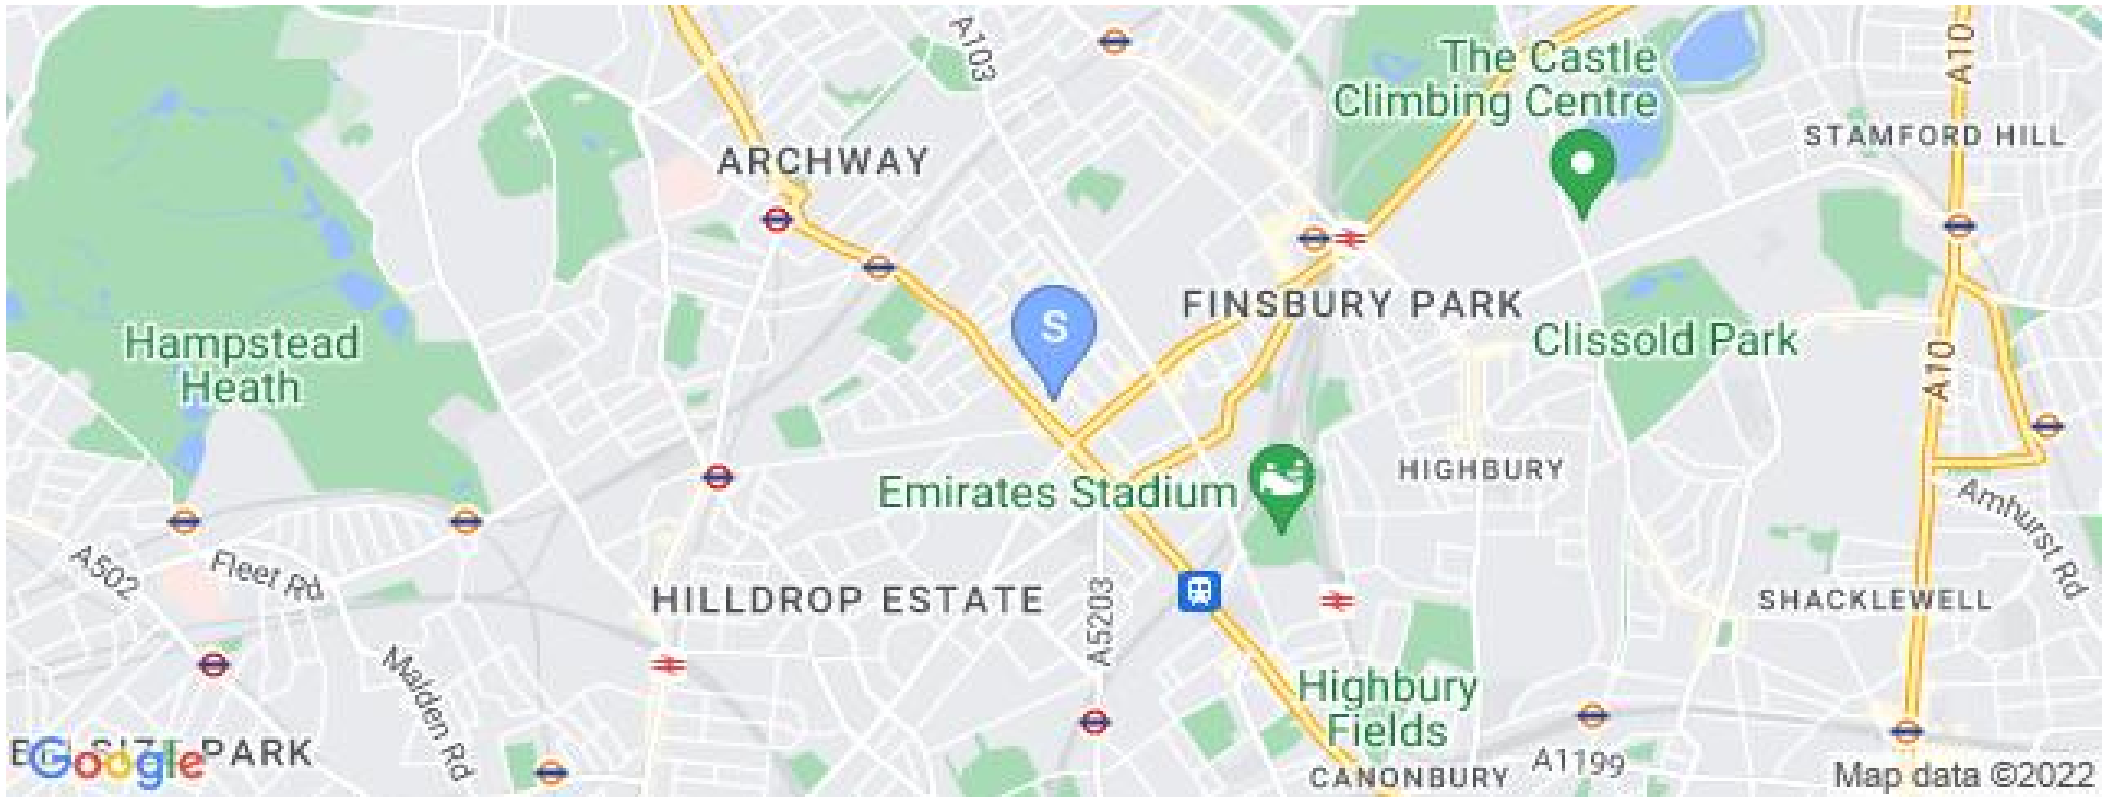 A103
The Castle
Climbing Centre
A10
STAMFORD HILL
ARCHWAY
FINSBURY PARK
S
Hampstead
Heath
Clissold Park
A10
HIGHBURY
Emirates Stadium
Amhurst Rd
A502
Fleet Rd
HILLDROP ESTATE
A5203
SHACKLEWELL
Malden Rd
Highbury
Fields
PARK
Google
CANONBURY
A1199
Map data ©2022